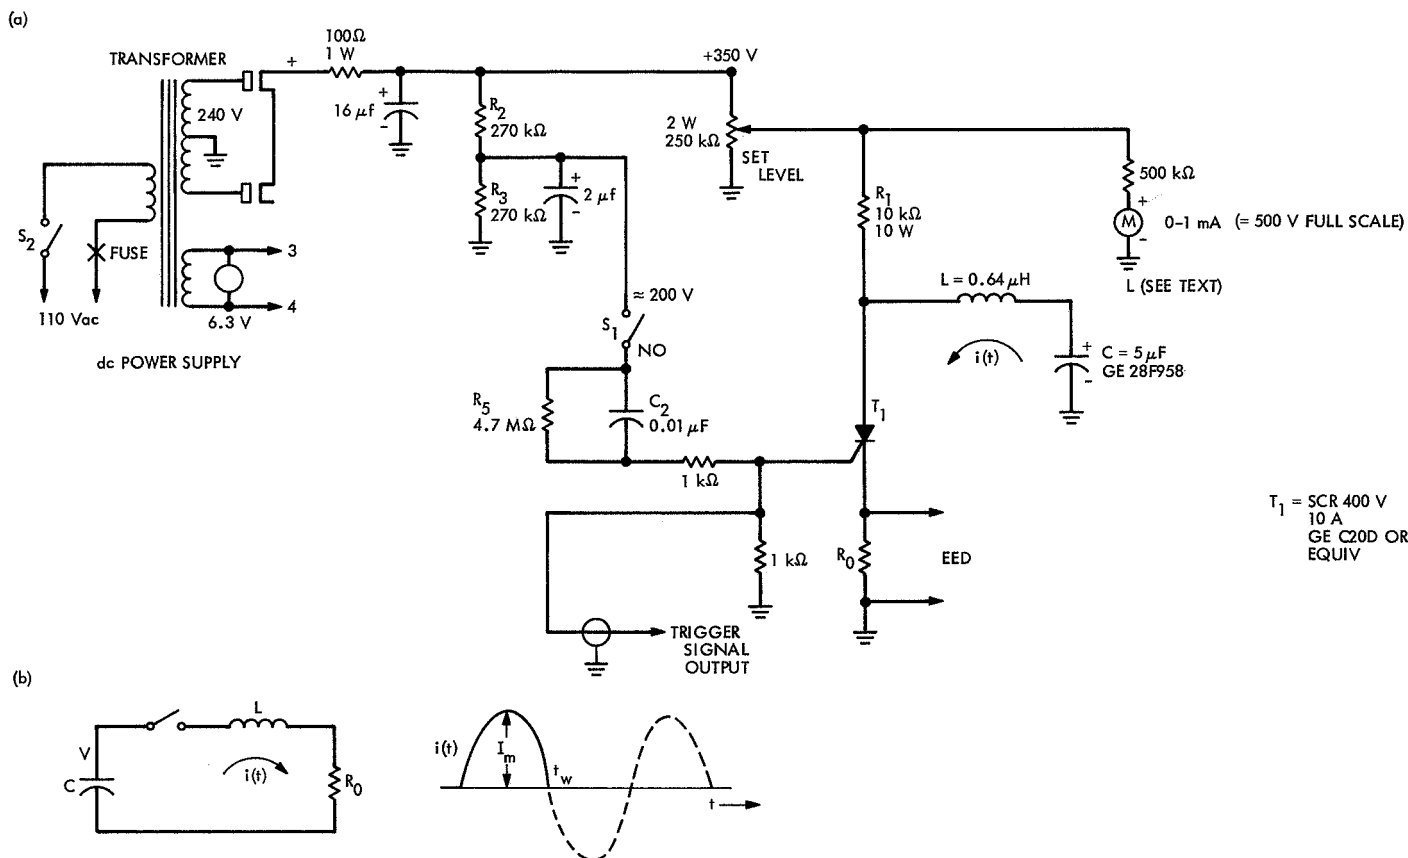 (a)
TRANSFORMER
240 V
S2
FUSE
110 Vac
6.3 V
3
4
dc POWER SUPPLY
+
100Ω
1 W
16 μf
+
-
R2
270 kΩ
R3
270 kΩ
+
2 μf
-
+350 V
2 W
250 kΩ
SET
LEVEL
R1
10 kΩ
10 W
500 kΩ
+
M
-
0-1 mA (= 500 V FULL SCALE)
L (SEE TEXT)
L = 0.64 μH
i(t)
+
C = 5 μF
GE 28F958
-
≈ 200 V
S1
NO
R5
4.7 MΩ
C2
0.01 μF
1 kΩ
T1
1 kΩ
R0
EED
T1 = SCR 400 V
10 A
GE C20D OR
EQUIV
TRIGGER
SIGNAL
OUTPUT
(b)
L
V
C
i(t)
R0
i(t)
Im
tw
t